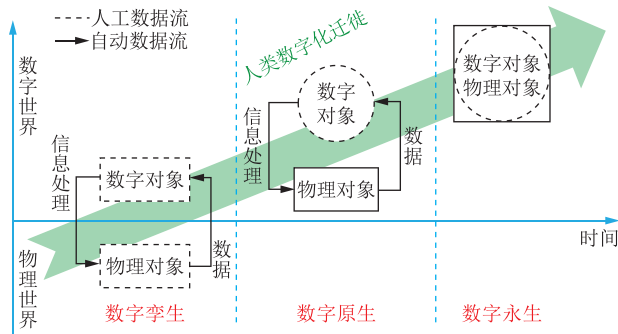 人工数据流
自动数据流
人类数字化迁徙
数字世界
物理世界
时间
信息处理
数字对象
物理对象
数据
数字孪生
信息处理
数字
对象
物理对象
数据
数字原生
数字对象
物理对象
数字永生